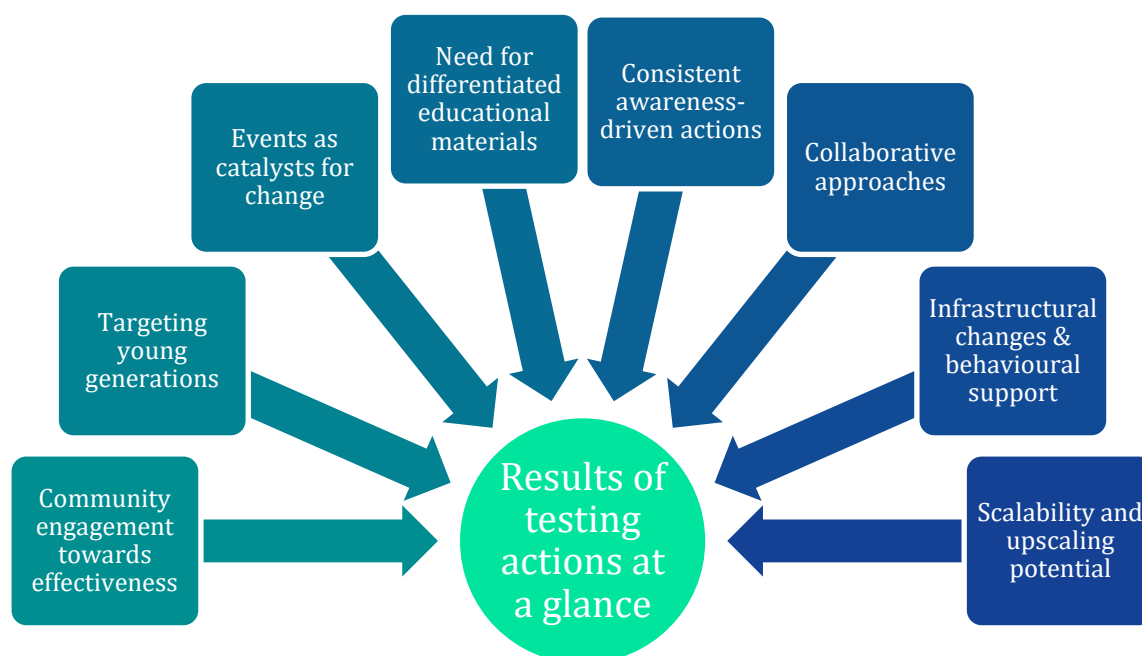 Need for
differentiated
educational
materials
Consistent
awareness-
driven actions
Events as
catalysts for
change
Collaborative
approaches
Targeting
young
generations
Infrastructural
changes &
behavioural
support
Community
engagement
towards
effectiveness
Results of
testing
actions at
a glance
Scalability and
upscaling
potential